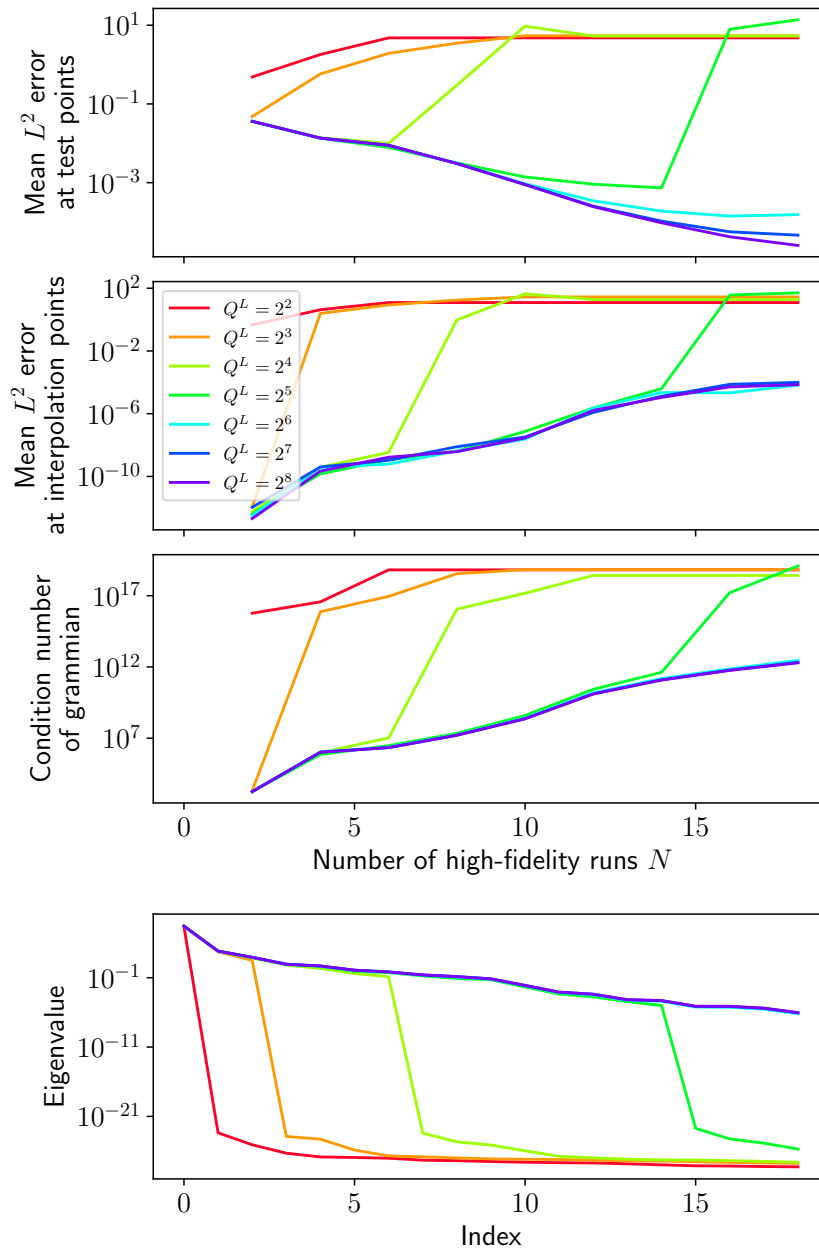 10^1
10^{-1}
10^{-3}
Mean L^2 error
at test points
10^2
10^{-2}
10^{-6}
10^{-10}
Mean L^2 error
at interpolation points
Q^L = 2^2
Q^L = 2^3
Q^L = 2^4
Q^L = 2^5
Q^L = 2^6
Q^L = 2^7
Q^L = 2^8
10^{17}
10^{12}
10^7
Condition number
of grammian
0 5 10 15
Number of high-fidelity runs N
10^{-1}
10^{-11}
10^{-21}
Eigenvalue
0 5 10 15
Index